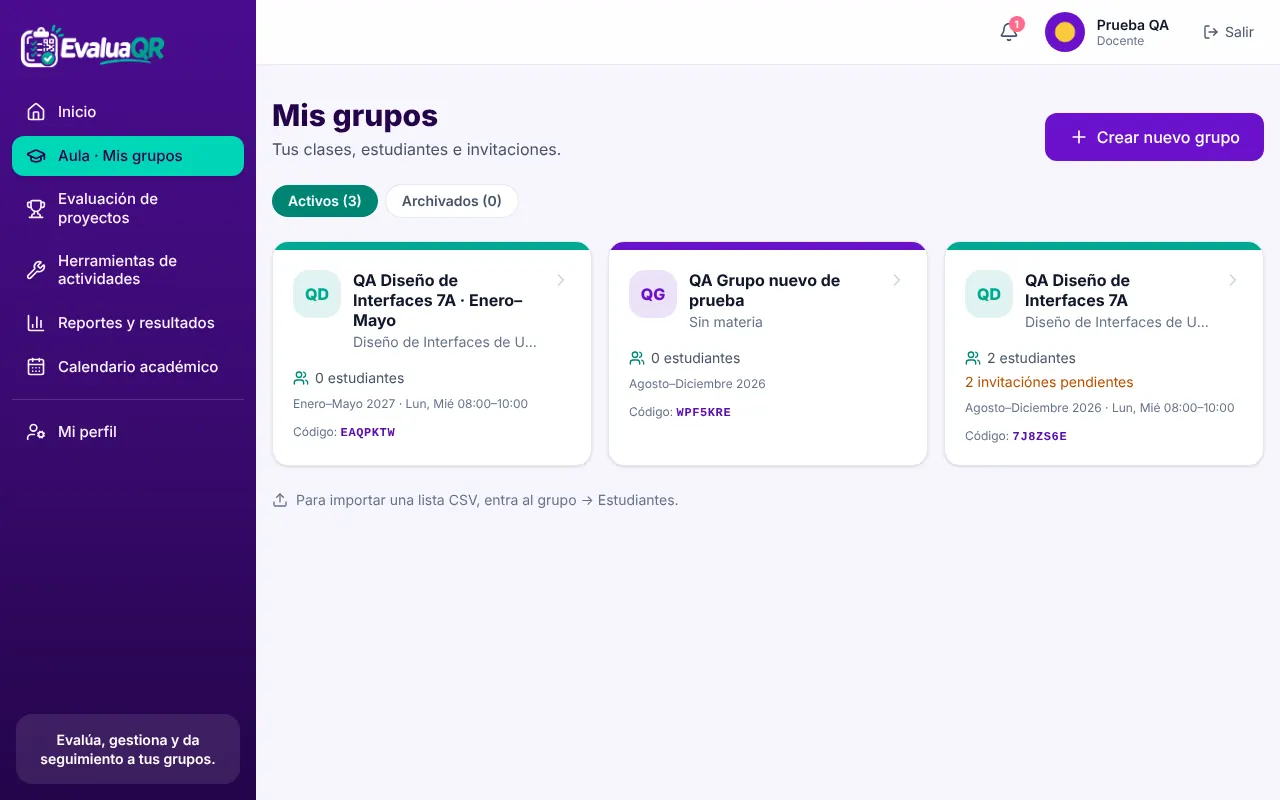 EvaluaQR
1
Prueba QA
Docente
Salir
Inicio
Aula · Mis grupos
Evaluación de
proyectos
Herramientas de
actividades
Reportes y resultados
Calendario académico
Mi perfil
Evalúa, gestiona y da
seguimiento a tus grupos.
Mis grupos
Tus clases, estudiantes e invitaciones.
Crear nuevo grupo
Activos (3)
Archivados (0)
QD
QA Diseño de
Interfaces 7A · Enero–
Mayo
Diseño de Interfaces de U...
0 estudiantes
Enero–Mayo 2027 · Lun, Mié 08:00–10:00
Código: EAQPKTW
QG
QA Grupo nuevo de
prueba
Sin materia
0 estudiantes
Agosto–Diciembre 2026
Código: WPF5KRE
QD
QA Diseño de
Interfaces 7A
Diseño de Interfaces de U...
2 estudiantes
2 invitaciónes pendientes
Agosto–Diciembre 2026 · Lun, Mié 08:00–10:00
Código: 7J8ZS6E
Para importar una lista CSV, entra al grupo → Estudiantes.